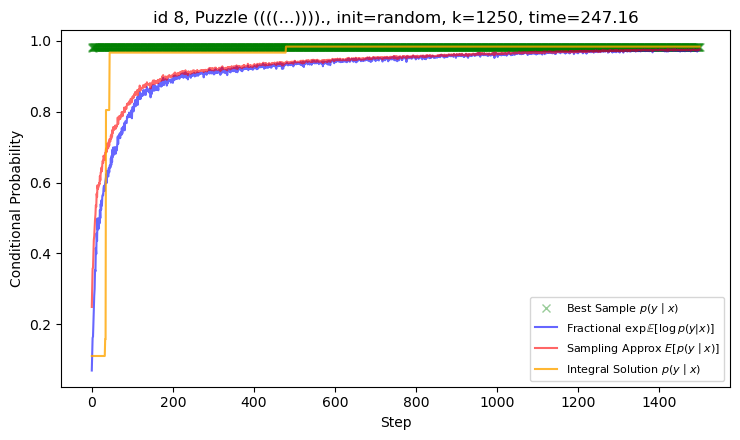 id 8, Puzzle ((((...))))., init=random, k=1250, time=247.16
Conditional Probability
1.0
0.8
0.6
0.4
0.2
0
200
400
600
800
1000
1200
1400
Step
Best Sample p(y | x)
Fractional exp𝔼[log p(y|x)]
Sampling Approx E[p(y | x)]
Integral Solution p(y | x)